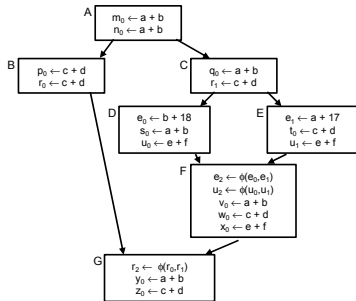 A
m₀ ← a + b
n₀ ← a + b
B
p₀ ← c + d
r₀ ← c + d
C
q₀ ← a + b
r₁ ← c + d
D
e₀ ← b + 18
s₀ ← a + b
u₀ ← e + f
E
e₁ ← a + 17
t₀ ← c + d
u₁ ← e + f
F
e₂ ← ϕ(e₀,e₁)
u₂ ← ϕ(u₀,u₁)
v₀ ← a + b
w₀ ← c + d
x₀ ← e + f
G
r₂ ← ϕ(r₀,r₁)
y₀ ← a + b
z₀ ← c + d